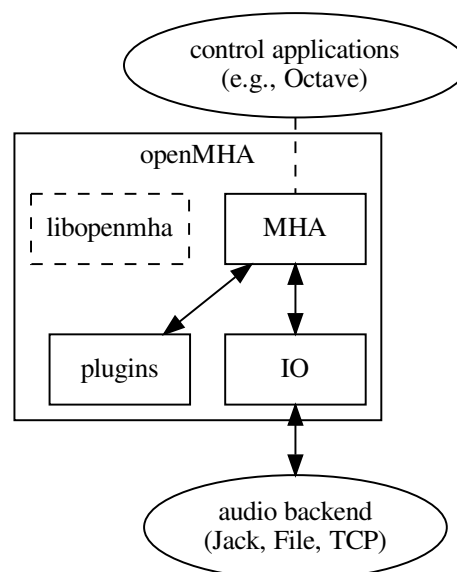 control applications
(e.g., Octave)
openMHA
libopenmha
MHA
plugins
IO
audio backend
(Jack, File, TCP)